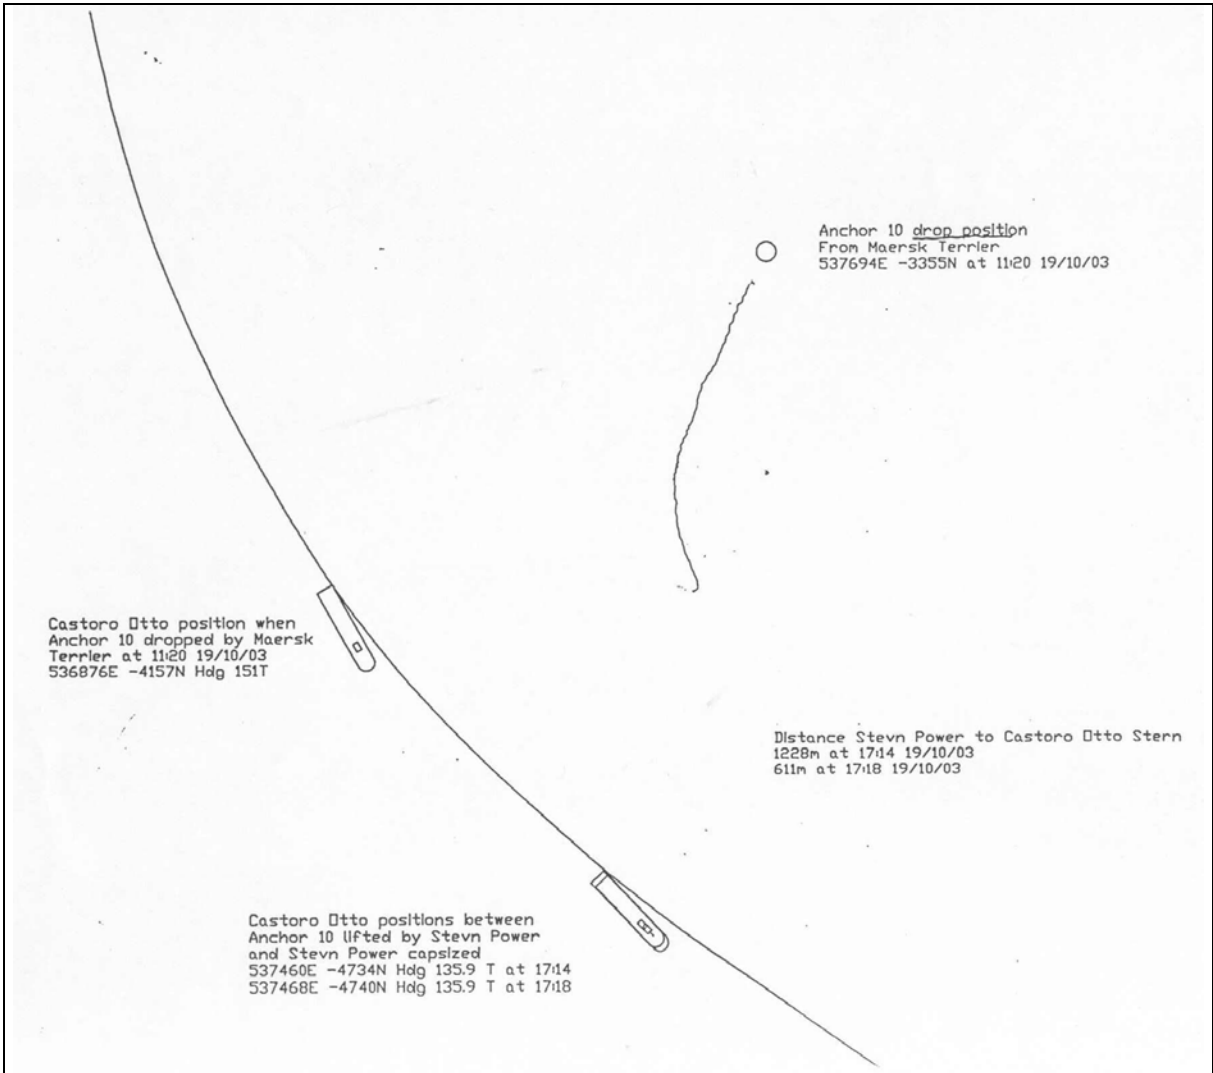 Anchor 10 drop position
From Maersk Terrier
537694E -3355N at 11:20 19/10/03
Castoro Otto position when
Anchor 10 dropped by Maersk
Terrier at 11:20 19/10/03
536876E -4157N Hdg 151T
Distance Stevn Power to Castoro Otto Stern
1228m at 17:14 19/10/03
611m at 17:18 19/10/03
Castoro Otto positions between
Anchor 10 lifted by Stevn Power
and Stevn Power capsized
537460E -4734N Hdg 135.9 T at 17:14
537468E -4740N Hdg 135.9 T at 17:18